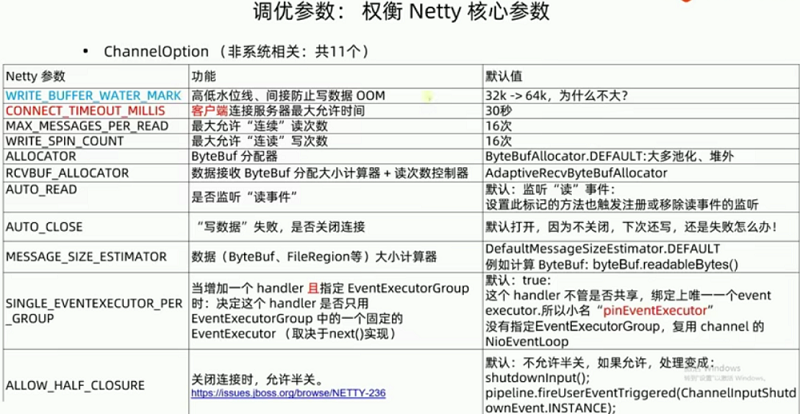 调优参数： 权衡 Netty 核心参数
• ChannelOption （非系统相关：共11个）
Netty 参数 功能 默认值
WRITE_BUFFER_WATER_MARK 高低水位线、间接防止写数据 OOM 32k -> 64k，为什么不大？
CONNECT_TIMEOUT_MILLIS 客户端连接服务器最大允许时间 30秒
MAX_MESSAGES_PER_READ 最大允许“连续”读次数 16次
WRITE_SPIN_COUNT 最大允许“连读”写次数 16次
ALLOCATOR ByteBuf 分配器 ByteBufAllocator.DEFAULT:大多池化、堆外
RCVBUF_ALLOCATOR 数据接收 ByteBuf 分配大小计算器 + 读次数控制器 AdaptiveRecvByteBufAllocator
AUTO_READ 是否监听“读事件” 默认：监听“读”事件：
设置此标记的方法也触发注册或移除读事件的监听
AUTO_CLOSE “写数据”失败，是否关闭连接 默认打开，因为不关闭，下次还写，还是失败怎么办！
MESSAGE_SIZE_ESTIMATOR 数据（ByteBuf、FileRegion等）大小计算器 DefaultMessageSizeEstimator.DEFAULT
例如计算 ByteBuf: byteBuf.readableBytes()
SINGLE_EVENTEXECUTOR_PER
_GROUP
当增加一个 handler 且指定 EventExecutorGroup
时：决定这个 handler 是否只用
EventExecutorGroup 中的一个固定的
EventExecutor （取决于next()实现）
默认：true:
这个 handler 不管是否共享，绑定上唯一一个event
executor.所以小名“pinEventExecutor”
没有指定EventExecutorGroup，复用 channel 的
NioEventLoop
ALLOW_HALF_CLOSURE
关闭连接时，允许半关。
https://issues.jboss.org/browse/NETTY-236
默认：不允许半关，如果允许，处理变成：
shutdownInput();
pipeline.fireUserEventTriggered(ChannelInputShutd
ownEvent.INSTANCE);